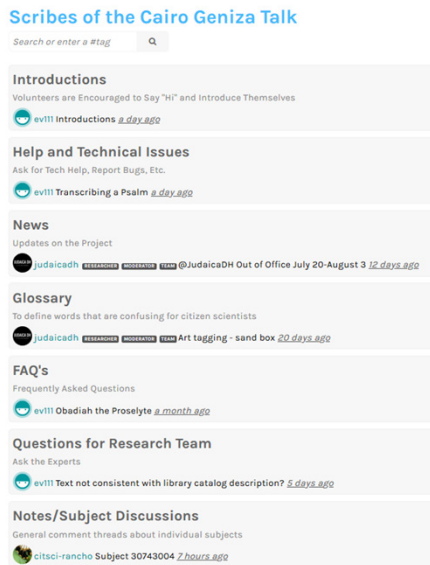 Scribes of the Cairo Geniza Talk
Search or enter a #tag
Introductions
Volunteers are Encouraged to Say "Hi" and Introduce Themselves
ev111 Introductions a day ago
Help and Technical Issues
Ask for Tech Help, Report Bugs, Etc.
ev111 Transcribing a Psalm a day ago
News
Updates on the Project
JUDAICA DH judaicadh RESEARCHER MODERATOR TEAM @JudaicaDH Out of Office July 20-August 3 12 days ago
Glossary
To define words that are confusing for citizen scientists
JUDAICA DH judaicadh RESEARCHER MODERATOR TEAM Art tagging - sand box 20 days ago
FAQ's
Frequently Asked Questions
ev111 Obadiah the Proselyte a month ago
Questions for Research Team
Ask the Experts
ev111 Text not consistent with library catalog description? 5 days ago
Notes/Subject Discussions
General comment threads about individual subjects
citsci-rancho Subject 30743004 7 hours ago